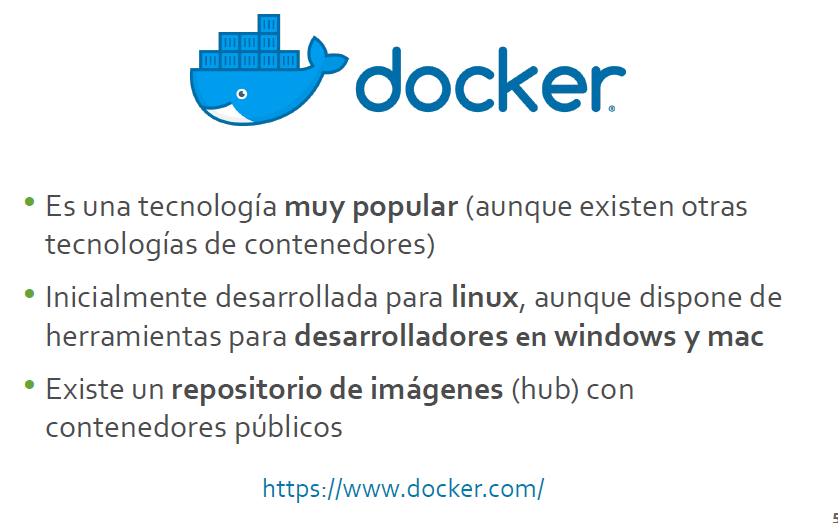 docker®
• Es una tecnología muy popular (aunque existen otras
tecnologías de contenedores)
• Inicialmente desarrollada para linux, aunque dispone de
herramientas para desarrolladores en windows y mac
• Existe un repositorio de imágenes (hub) con
contenedores públicos
https://www.docker.com/
5